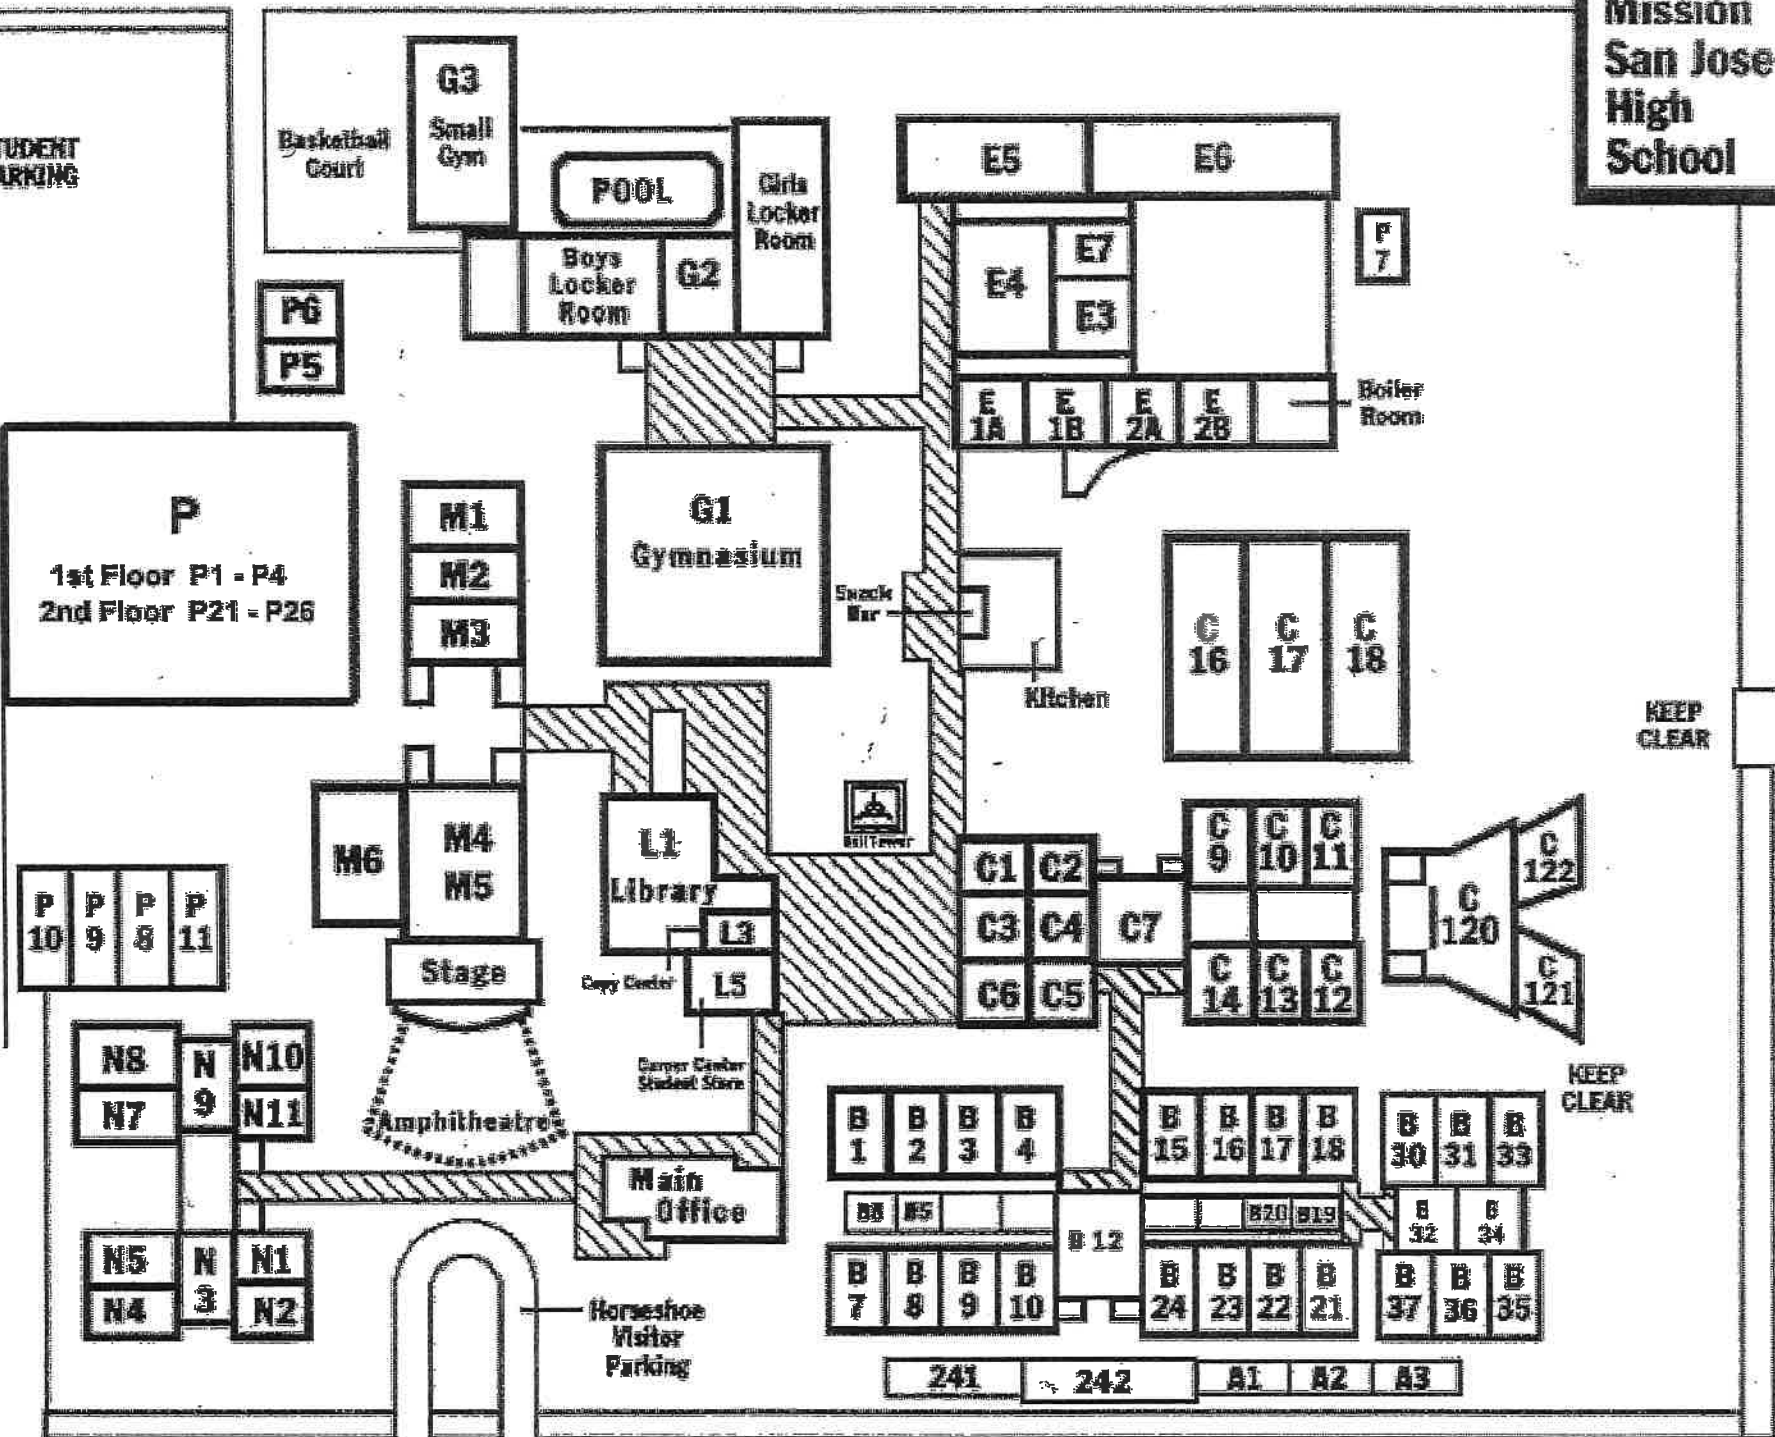 Mission
San Jose
High
School
G3
Small
Gym
Basketball
Court
POOL
Girls
Locker
Room
Boys
Locker
Room
G2
E5
E6
E4
E7
E3
P
7
P6
P5
E
1A
E
1B
E
2A
E
2B
Boiler
Room
P
1st Floor P1 - P4
2nd Floor P21 - P26
M1
M2
M3
G1
Gymnasium
Snack
Bar
Kitchen
C
16
C
17
C
18
KEEP
CLEAR
M6
M4
M5
L1
Library
L3
L5
Copy Center
Career Center
Student Store
Bell Tower
C1
C2
C3
C4
C6
C5
C7
C
9
C
10
C
11
C
14
C
13
C
12
C
120
C
122
C
121
KEEP
CLEAR
P
10
P
9
P
8
P
11
Stage
Amphitheatre
N8
N7
N
9
N10
N11
N5
N4
N
3
N1
N2
Main
Office
Horseshoe
Visitor
Parking
B
1
B
2
B
3
B
4
B
15
B
16
B
17
B
18
B
30
B
31
B
33
B5
B 12
B20
B19
B
32
B
34
B
7
B
8
B
9
B
10
B
24
B
23
B
22
B
21
B
37
B
36
B
35
241
242
A1
A2
A3